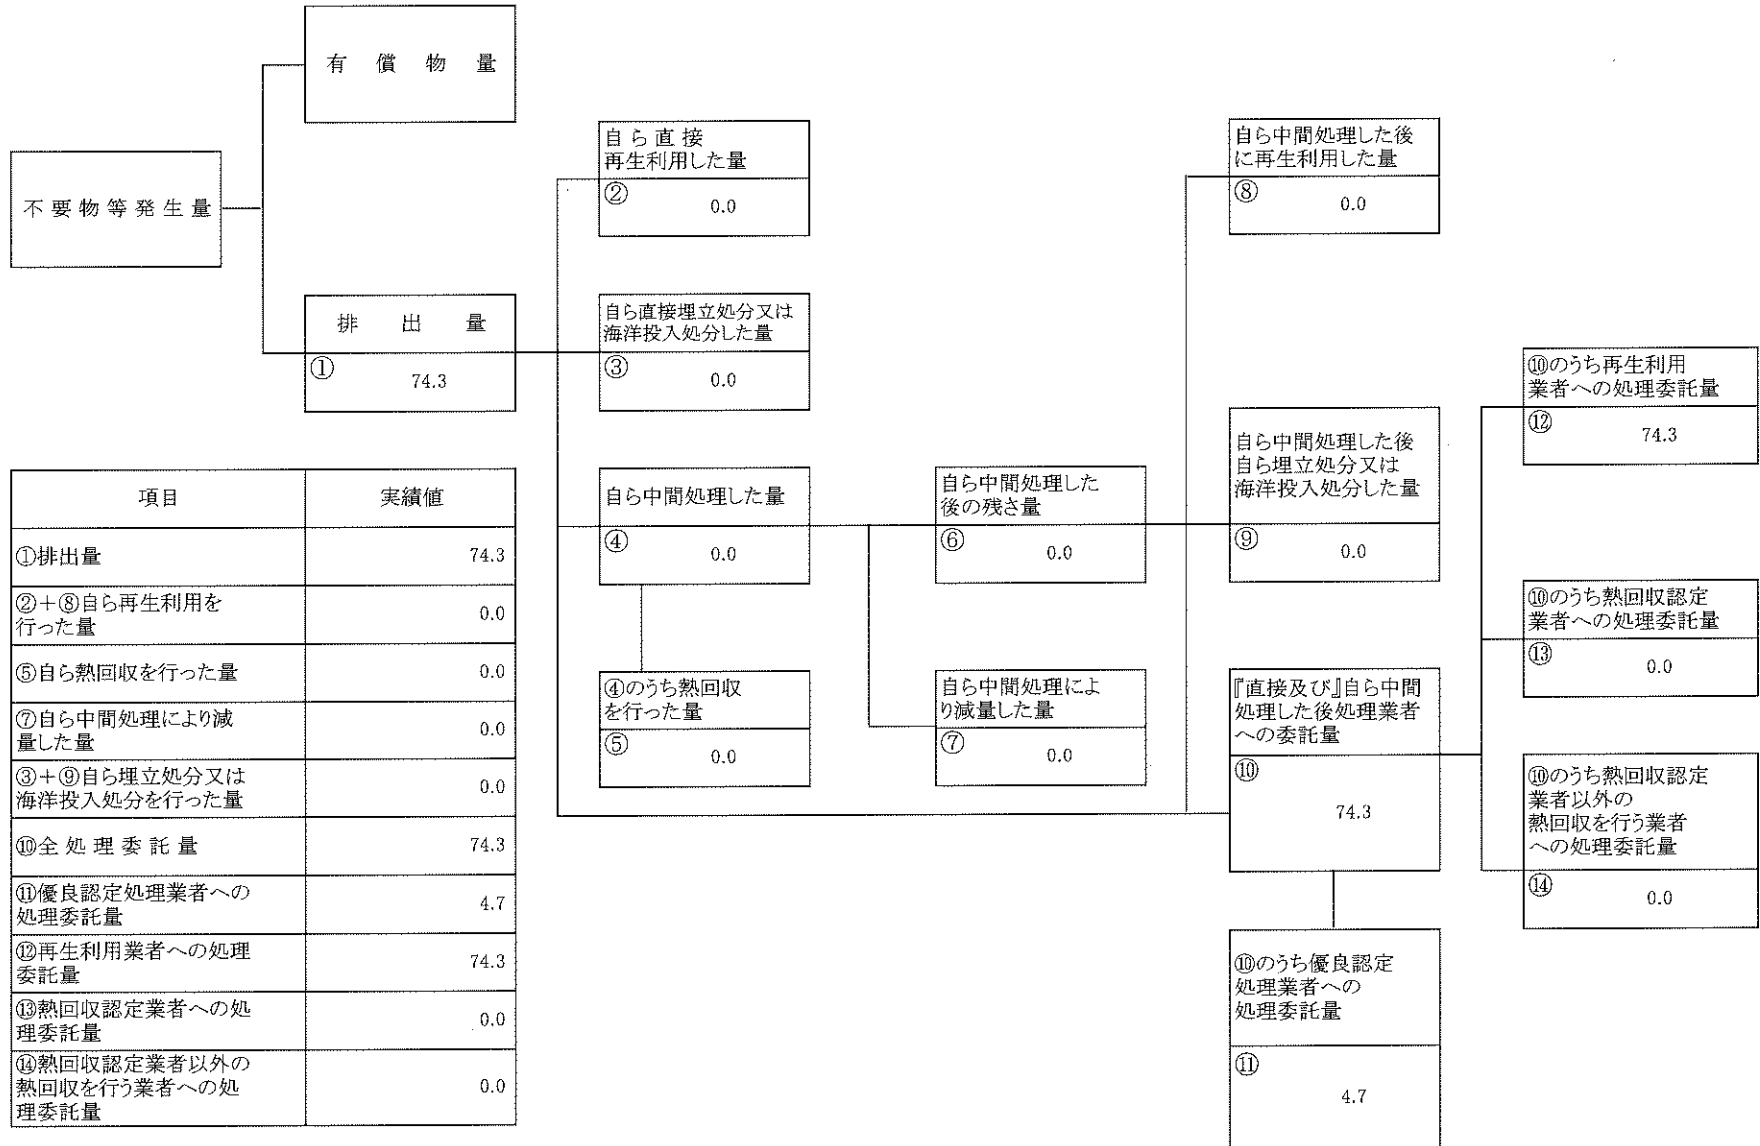 有償物量
不要物等発生量
排出量
①
74.3
自ら直接
再生利用した量
②
0.0
自ら直接埋立処分又は
海洋投入処分した量
③
0.0
自ら中間処理した量
④
0.0
④のうち熱回収
を行った量
⑤
0.0
自ら中間処理した
後の残さ量
⑥
0.0
自ら中間処理によ
り減量した量
⑦
0.0
自ら中間処理した後
に再生利用した量
⑧
0.0
自ら中間処理した後
自ら埋立処分又は
海洋投入処分した量
⑨
0.0
『直接及び』自ら中間
処理した後処理業者
への委託量
⑩
74.3
⑩のうち優良認定
処理業者への
処理委託量
⑪
4.7
⑩のうち再生利用
業者への処理委託量
⑫
74.3
⑩のうち熱回収認定
業者への処理委託量
⑬
0.0
⑩のうち熱回収認定
業者以外の
熱回収を行う業者
への処理委託量
⑭
0.0
項目 実績値
①排出量 74.3
②+⑧自ら再生利用を
行った量 0.0
⑤自ら熱回収を行った量 0.0
⑦自ら中間処理により減
量した量 0.0
③+⑨自ら埋立処分又は
海洋投入処分を行った量 0.0
⑩全処理委託量 74.3
⑪優良認定処理業者への
処理委託量 4.7
⑫再生利用業者への処理
委託量 74.3
⑬熱回収認定業者への処
理委託量 0.0
⑭熱回収認定業者以外の
熱回収を行う業者への処
理委託量 0.0